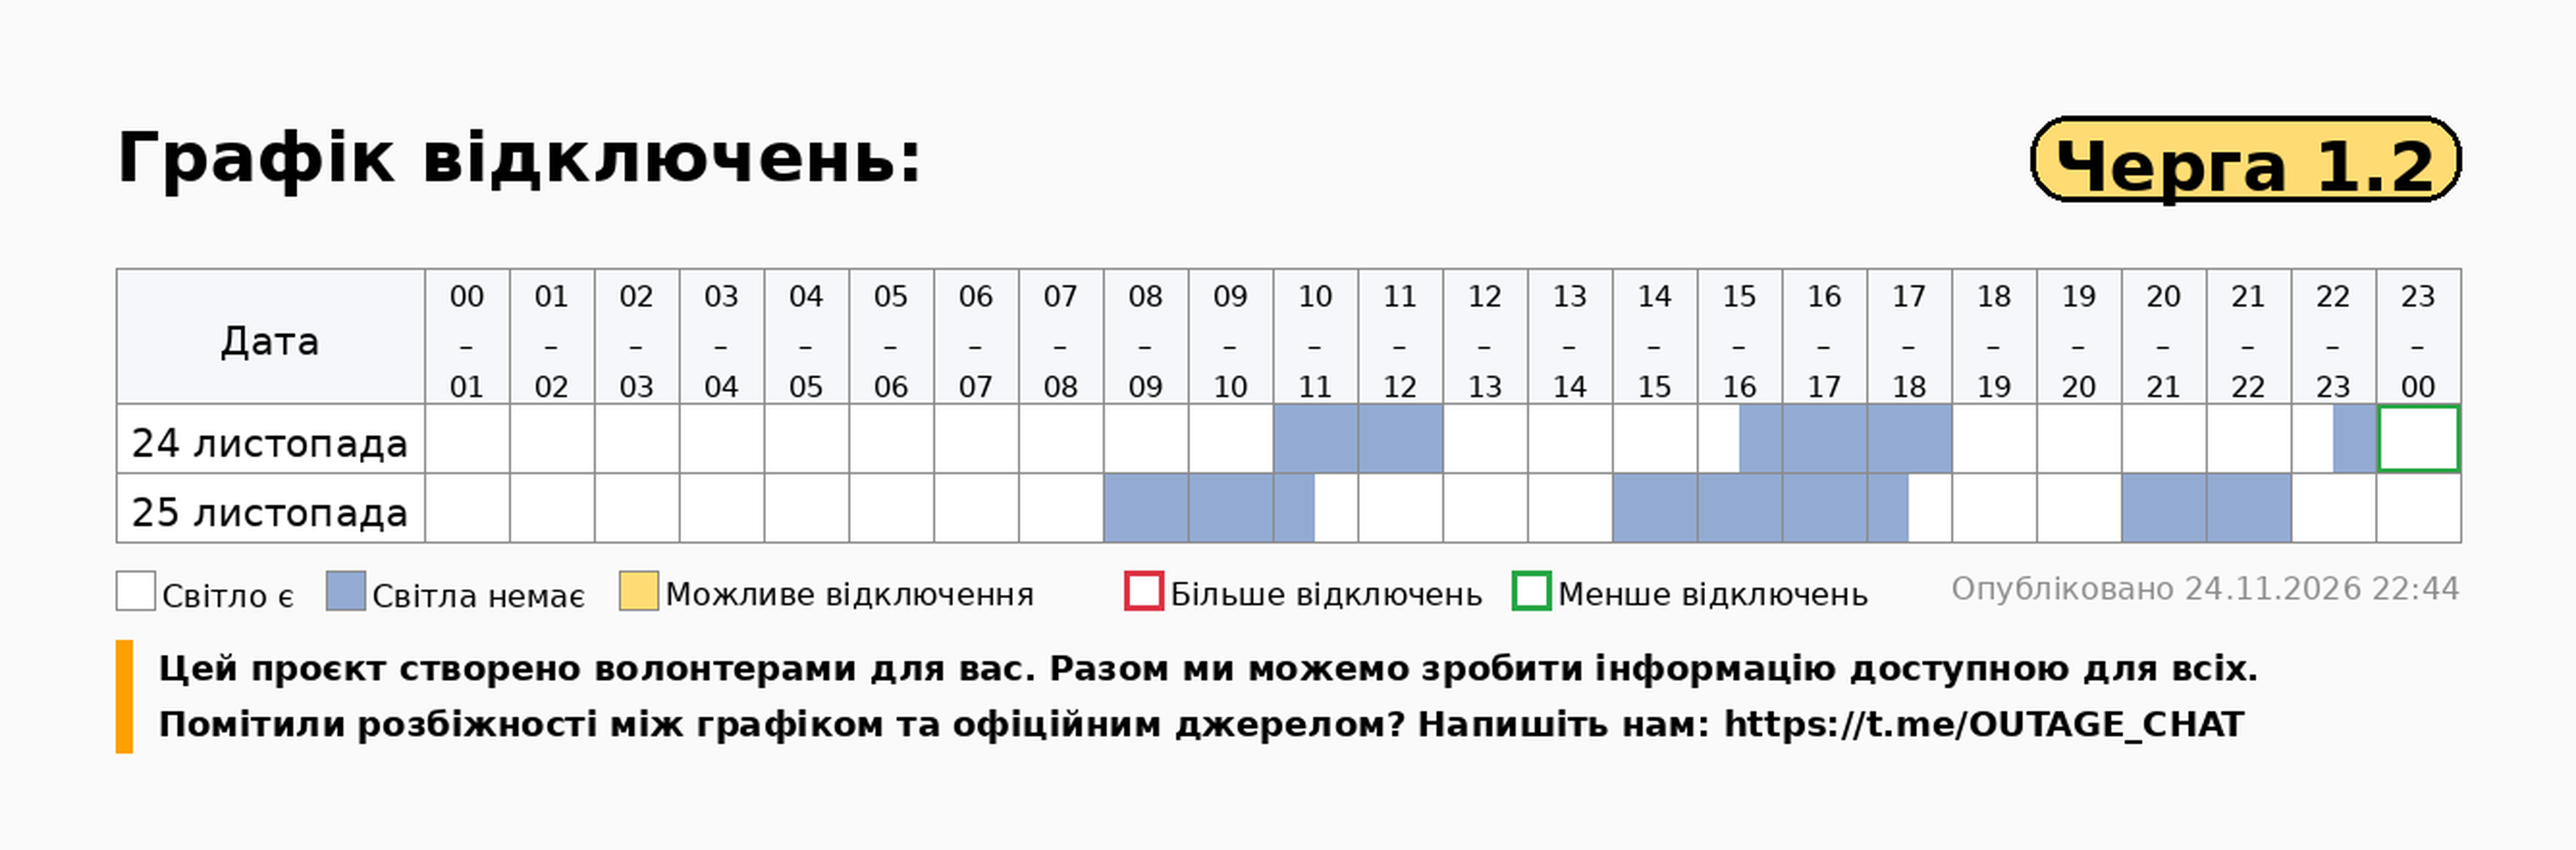 Графік відключень:
Черга 1.2
Дата
00 – 01
01 – 02
02 – 03
03 – 04
04 – 05
05 – 06
06 – 07
07 – 08
08 – 09
09 – 10
10 – 11
11 – 12
12 – 13
13 – 14
14 – 15
15 – 16
16 – 17
17 – 18
18 – 19
19 – 20
20 – 21
21 – 22
22 – 23
23 – 00
24 листопада
25 листопада
Світло є
Світла немає
Можливе відключення
Більше відключень
Менше відключень
Опубліковано 24.11.2026 22:44
Цей проєкт створено волонтерами для вас. Разом ми можемо зробити інформацію доступною для всіх.
Помітили розбіжності між графіком та офіційним джерелом? Напишіть нам: https://t.me/OUTAGE_CHAT